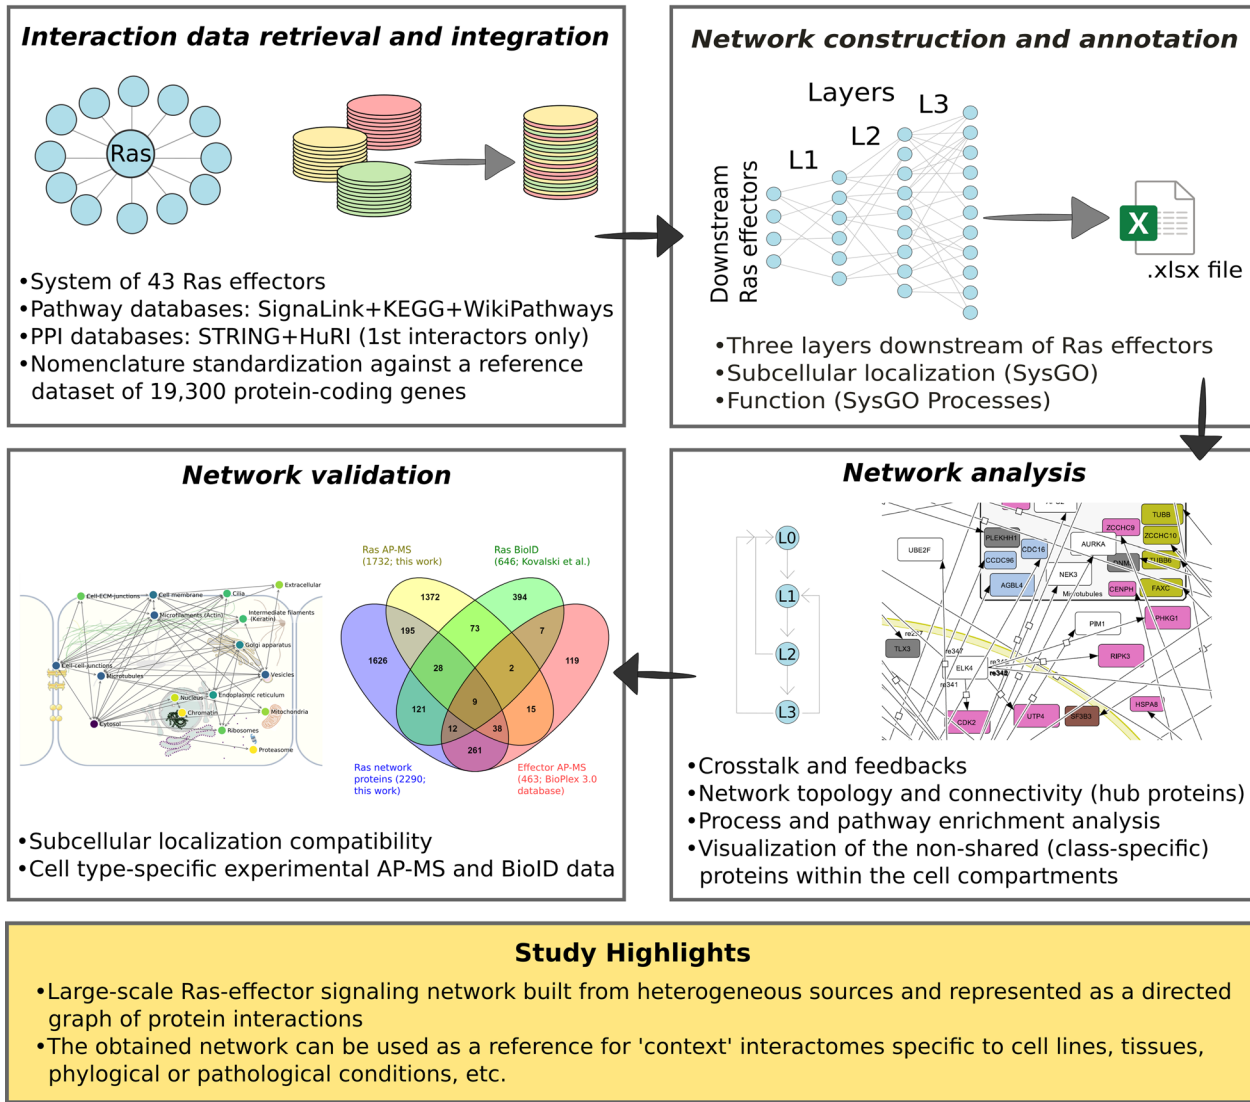 Interaction data retrieval and integration
Ras
•System of 43 Ras effectors
•Pathway databases: SignaLink+KEGG+WikiPathways
•PPI databases: STRING+HuRI (1st interactors only)
•Nomenclature standardization against a reference
dataset of 19,300 protein-coding genes
Network construction and annotation
Layers
L3
L2
L1
Downstream
Ras effectors
X
.xlsx file
•Three layers downstream of Ras effectors
•Subcellular localization (SysGO)
•Function (SysGO Processes)
Network validation
Extracellular
Cell-ECM-junctions
Cell membrane
Cilia
Microfilaments (Actin)
Intermediate filaments
(Keratin)
Golgi apparatus
Cell-cell-junctions
Microtubules
Vesicles
Endoplasmic reticulum
Nucleus
Chromatin
Mitochondria
Cytosol
Ribosomes
Proteasome
Ras AP-MS
(1732; this work)
Ras BioID
(646; Kovalski et al.)
1372
394
195
73
7
1626
28
2
119
9
121
15
12
38
261
Ras network
proteins (2290;
this work)
Effector AP-MS
(463; BioPlex 3.0
database)
•Subcellular localization compatibility
•Cell type-specific experimental AP-MS and BioID data
Network analysis
L0
L1
L2
L3
TUBB
ZCCHC9
ZCCHC10
PLEKHH1
CDC16
AURKA
UBE2F
CCDC96
TUBB6
NEK3
AGBL4
CENPH
FAXC
Microtubules
PIM1
PHKG1
TLX3
re347
ELK4
RIPK3
re341
HSPA8
CDK2
UTP4
SF3B3
•Crosstalk and feedbacks
•Network topology and connectivity (hub proteins)
•Process and pathway enrichment analysis
•Visualization of the non-shared (class-specific)
proteins within the cell compartments
Study Highlights
•Large-scale Ras-effector signaling network built from heterogeneous sources and represented as a directed
graph of protein interactions
•The obtained network can be used as a reference for 'context' interactomes specific to cell lines, tissues,
phylogical or pathological conditions, etc.